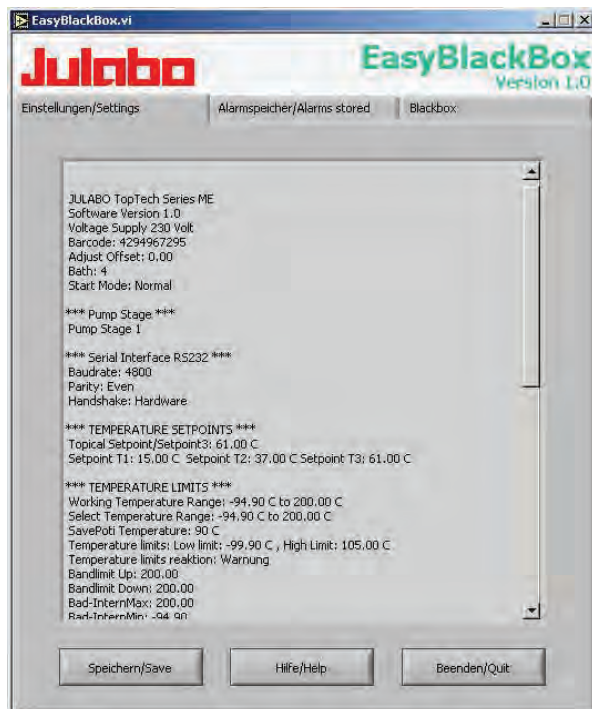 EasyBlackBox.vi
Julabo
EasyBlackBox
Version 1.0
Einstellungen/Settings
Alarmspeicher/Alarms stored
Blackbox
JULABO TopTech Series ME
Software Version 1.0
Voltage Supply 230 Volt
Barcode: 4294967295
Adjust Offset: 0.00
Bath: 4
Start Mode: Normal
*** Pump Stage ***
Pump Stage 1
*** Serial Interface RS232 ***
Baudrate: 4800
Parity: Even
Handshake: Hardware
*** TEMPERATURE SETPOINTS ***
Topical Setpoint/Setpoint3: 61.00 C
Setpoint T1: 15.00 C Setpoint T2: 37.00 C Setpoint T3: 61.00 C
*** TEMPERATURE LIMITS ***
Working Temperature Range: -94.90 C to 200.00 C
Select Temperature Range: -94.90 C to 200.00 C
SavePoti Temperature: 90 C
Temperature limits: Low limit: -99.90 C , High Limit: 105.00 C
Temperature limits reaktion: Warnung
Bandlimit Up: 200.00
Bandlimit Down: 200.00
Bad-InternMax: 200.00
Bad-InternMin: -94.90
Speichern/Save
Hilfe/Help
Beenden/Quit